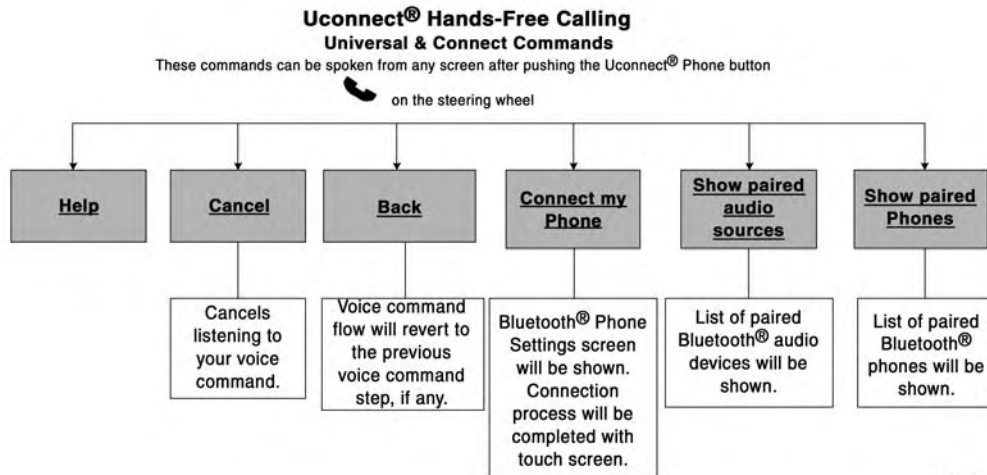 Uconnect® Hands-Free Calling
Universal & Connect Commands
These commands can be spoken from any screen after pushing the Uconnect® Phone button
on the steering wheel
Help
Cancel
Back
Connect my
Phone
Show paired
audio
sources
Show paired
Phones
Cancels
listening to
your voice
command.
Voice command
flow will revert to
the previous
voice command
step, if any.
Bluetooth® Phone
Settings screen
will be shown.
Connection
process will be
completed with
touch screen.
List of paired
Bluetooth® audio
devices will be
shown.
List of paired
Bluetooth®
phones will be
shown.